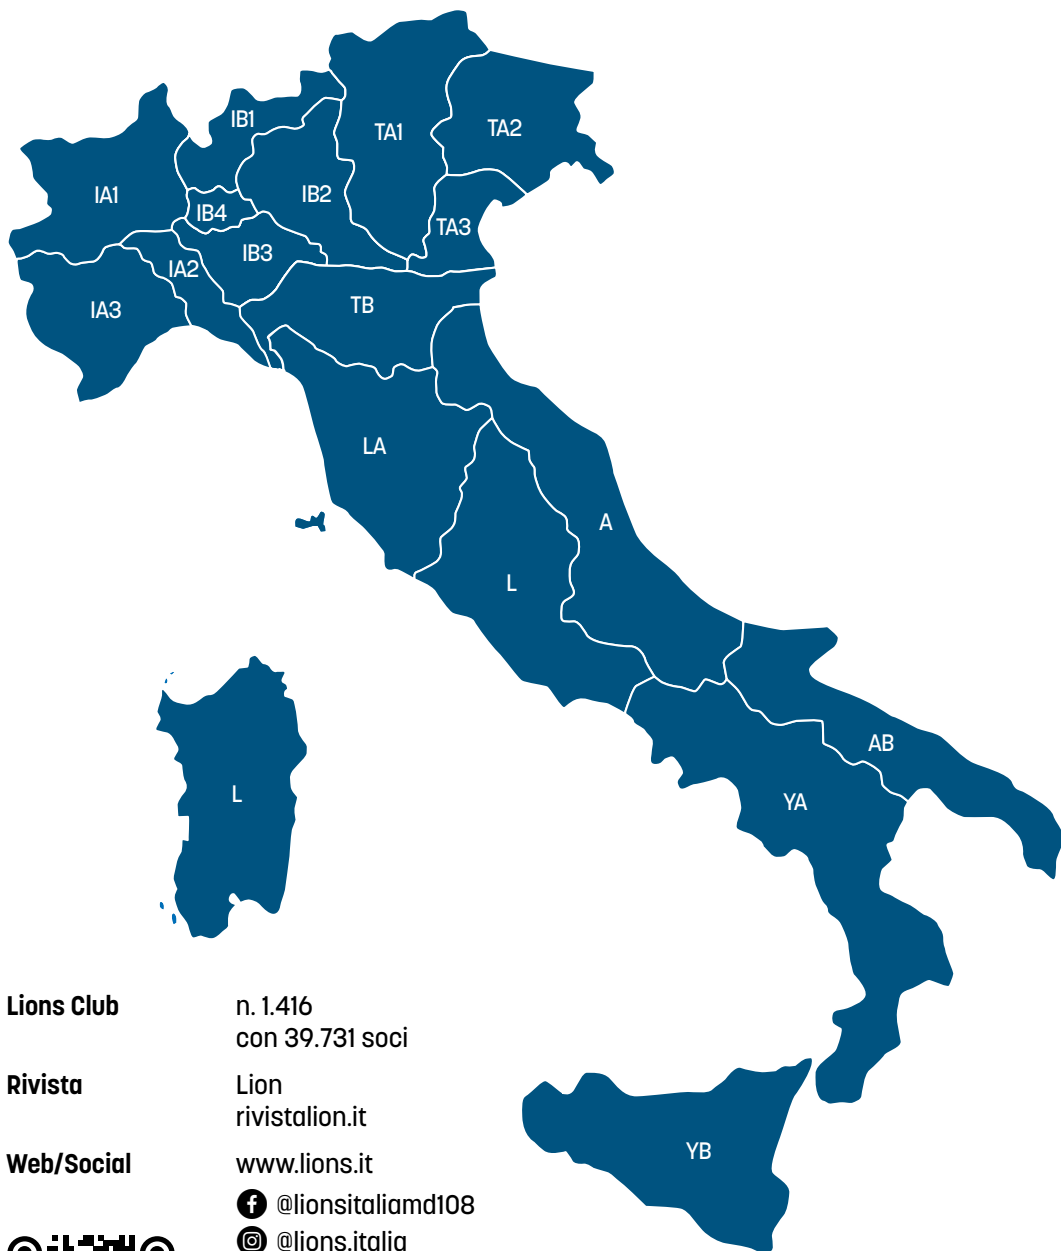 IB1
TA1
TA2
IA1
IB2
IB4
TA3
IB3
IA2
IA3
TB
LA
A
L
L
AB
YA
YB
Lions Club n. 1.416
con 39.731 soci
Rivista Lion
rivistalion.it
Web/Social www.lions.it
@lionsitaliamd108
@lions.italia